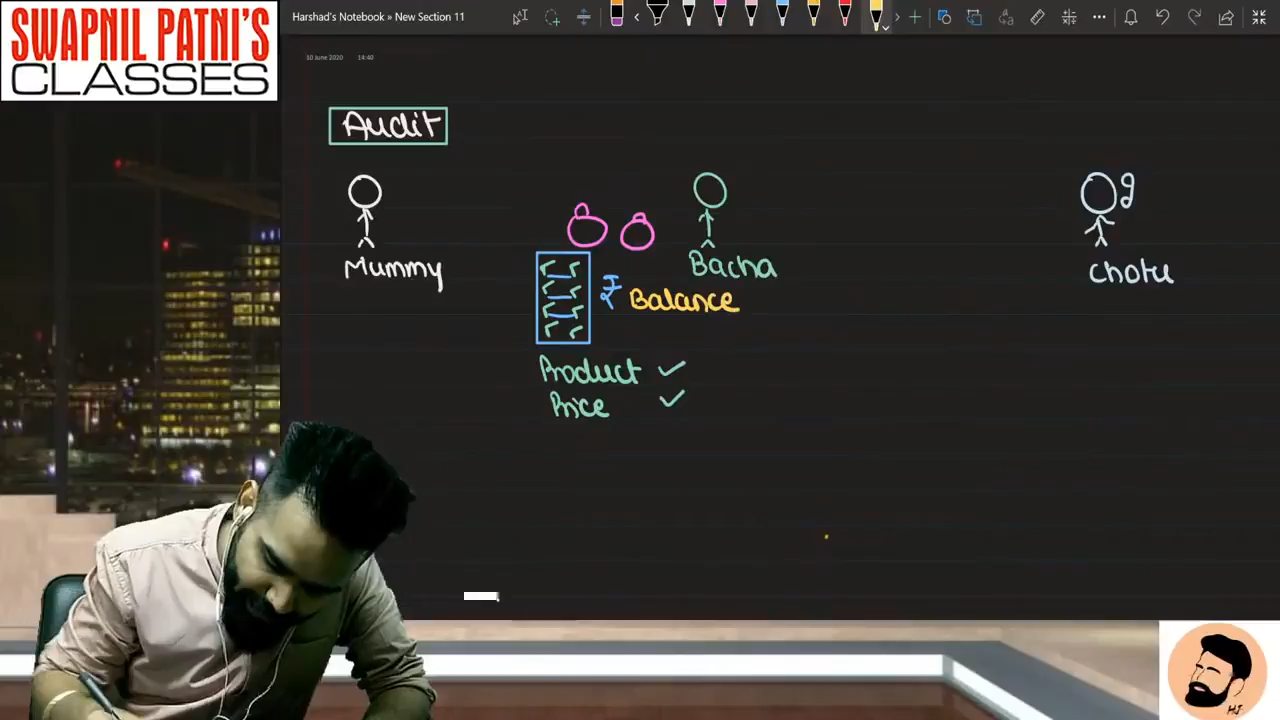 SWAPNIL PATNI'S
CLASSES
Harshad's Notebook » New Section 11
10 June 2020 14:40
Audit
Mummy
Bacha
Chotu
₹ Balance
Product ✓
Price ✓
H.J.